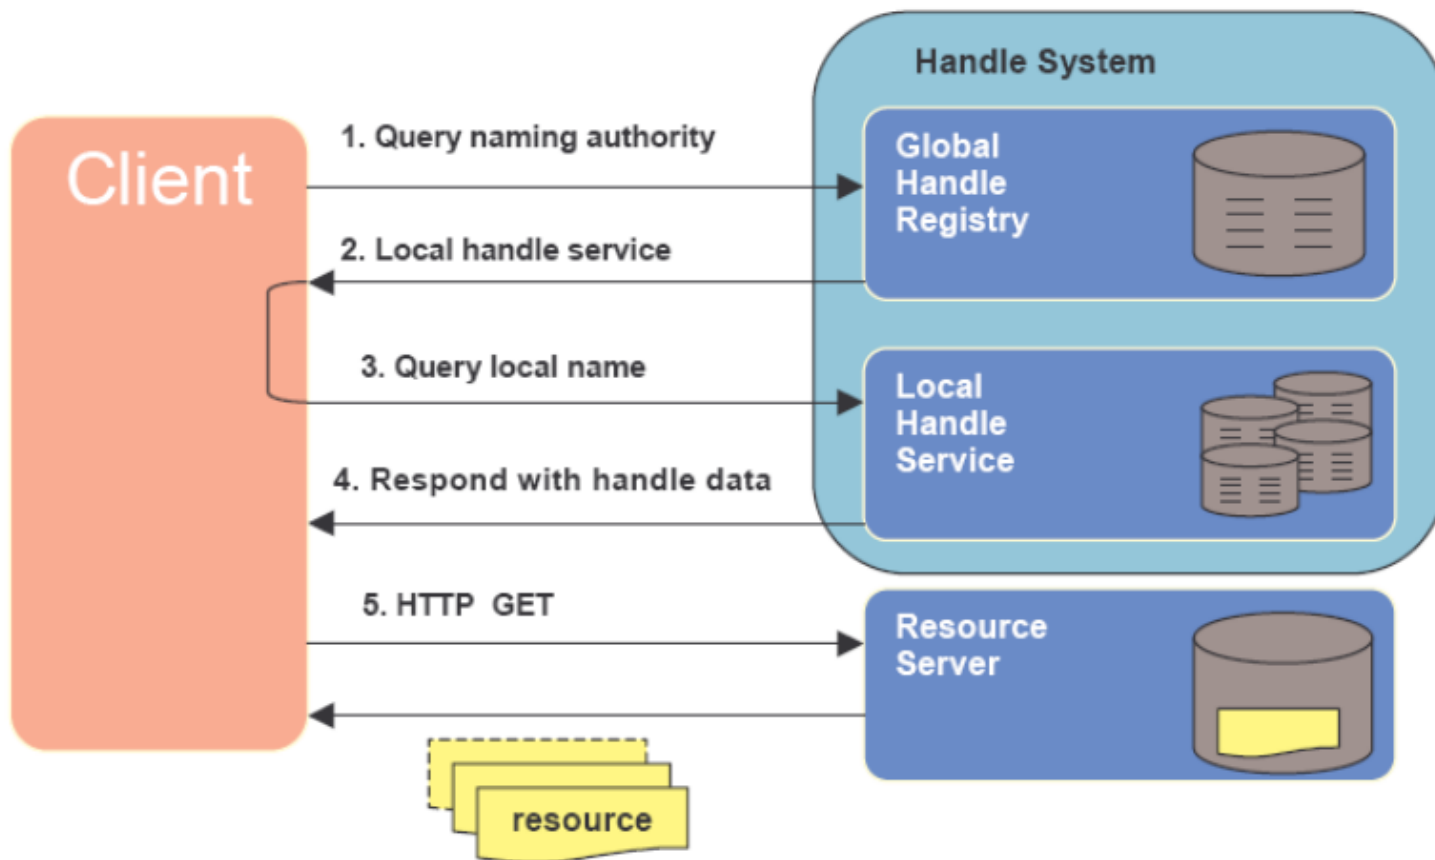 Handle System
Client
1. Query naming authority
Global
Handle
Registry
2. Local handle service
3. Query local name
Local
Handle
Service
4. Respond with handle data
5. HTTP GET
Resource
Server
resource